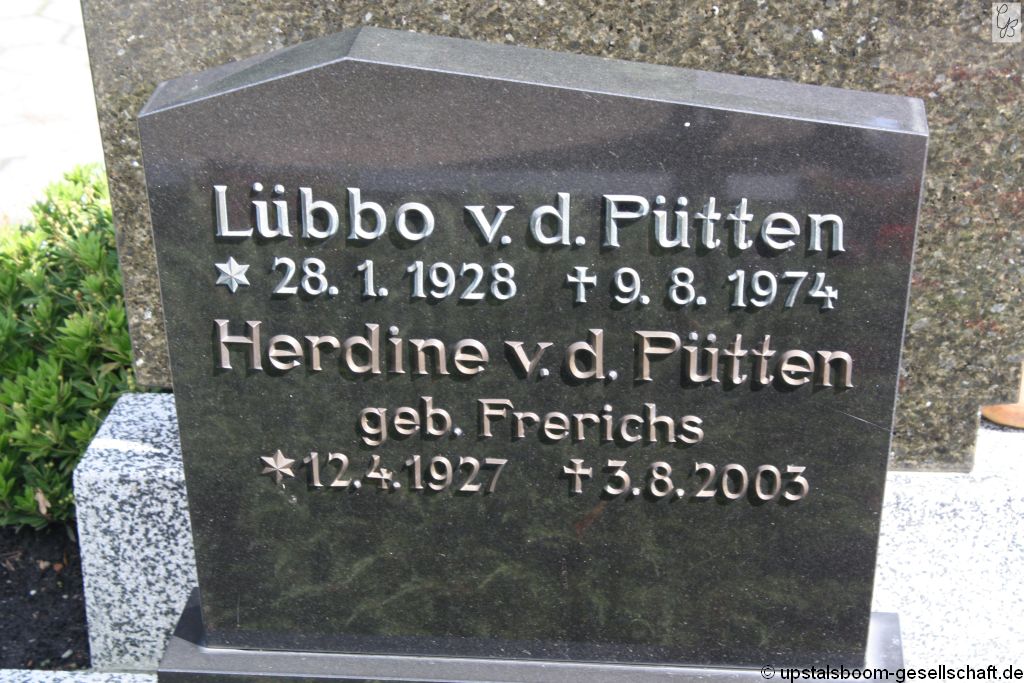 Lübbo v. d. Pütten
* 28. 1. 1928 † 9. 8. 1974
Herdine v. d. Pütten
geb. Frerichs
* 12. 4. 1927 † 3. 8. 2003
© upstalsboom-gesellschaft.de